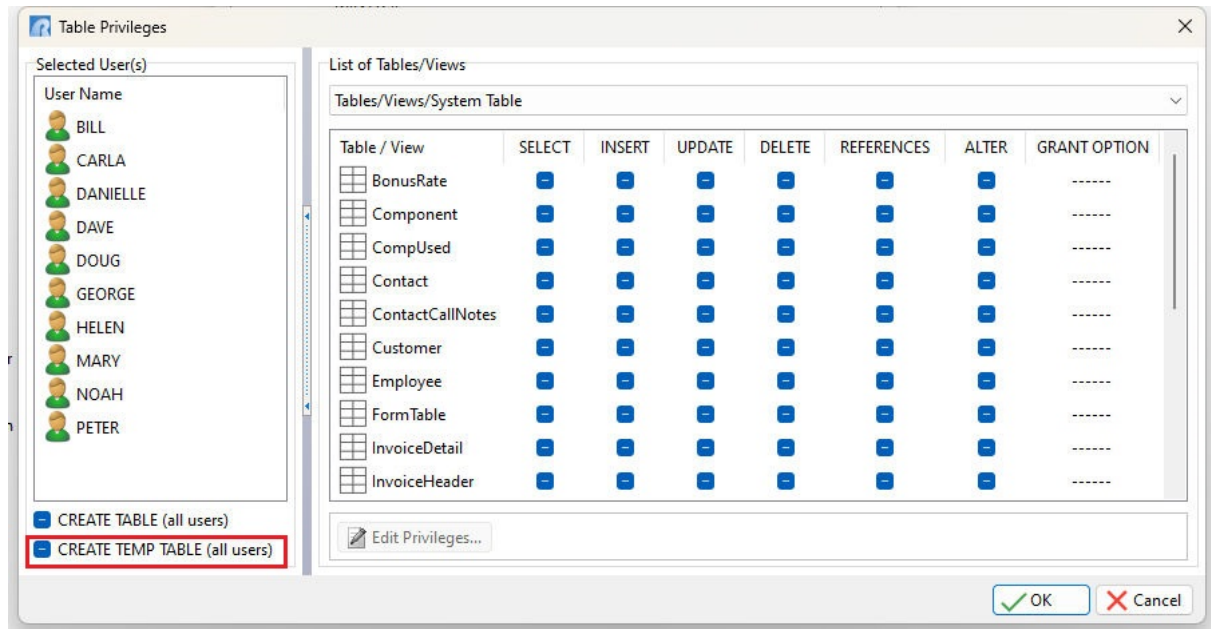 Table Privileges
Selected User(s)
User Name
BILL
CARLA
DANIELLE
DAVE
DOUG
GEORGE
HELEN
MARY
NOAH
PETER
CREATE TABLE (all users)
CREATE TEMP TABLE (all users)
List of Tables/Views
Tables/Views/System Table
Table / View SELECT INSERT UPDATE DELETE REFERENCES ALTER GRANT OPTION
BonusRate ------
Component ------
CompUsed ------
Contact ------
ContactCallNotes ------
Customer ------
Employee ------
FormTable ------
InvoiceDetail ------
InvoiceHeader ------
Edit Privileges...
OK Cancel